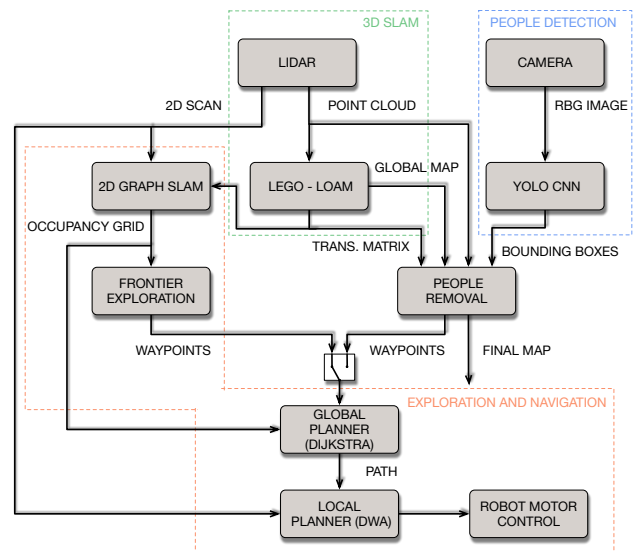 3D SLAM
PEOPLE DETECTION
LIDAR
CAMERA
2D SCAN
POINT CLOUD
RBG IMAGE
GLOBAL MAP
2D GRAPH SLAM
LEGO - LOAM
YOLO CNN
OCCUPANCY GRID
TRANS. MATRIX
BOUNDING BOXES
FRONTIER
EXPLORATION
PEOPLE
REMOVAL
WAYPOINTS
WAYPOINTS
FINAL MAP
EXPLORATION AND NAVIGATION
GLOBAL
PLANNER
(DIJKSTRA)
PATH
LOCAL
PLANNER (DWA)
ROBOT MOTOR
CONTROL